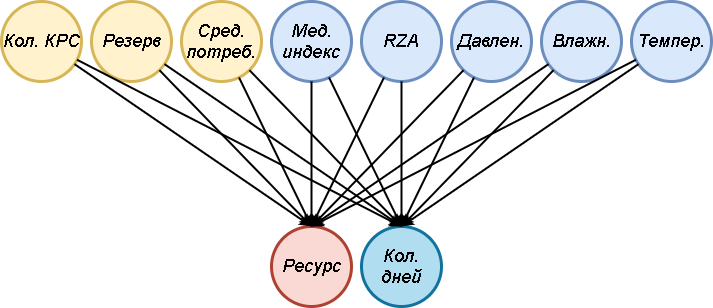 Кол. КРС
Резерв
Сред.
потреб.
Мед.
индекс
RZA
Давлен.
Влажн.
Темпер.
Ресурс
Кол.
дней